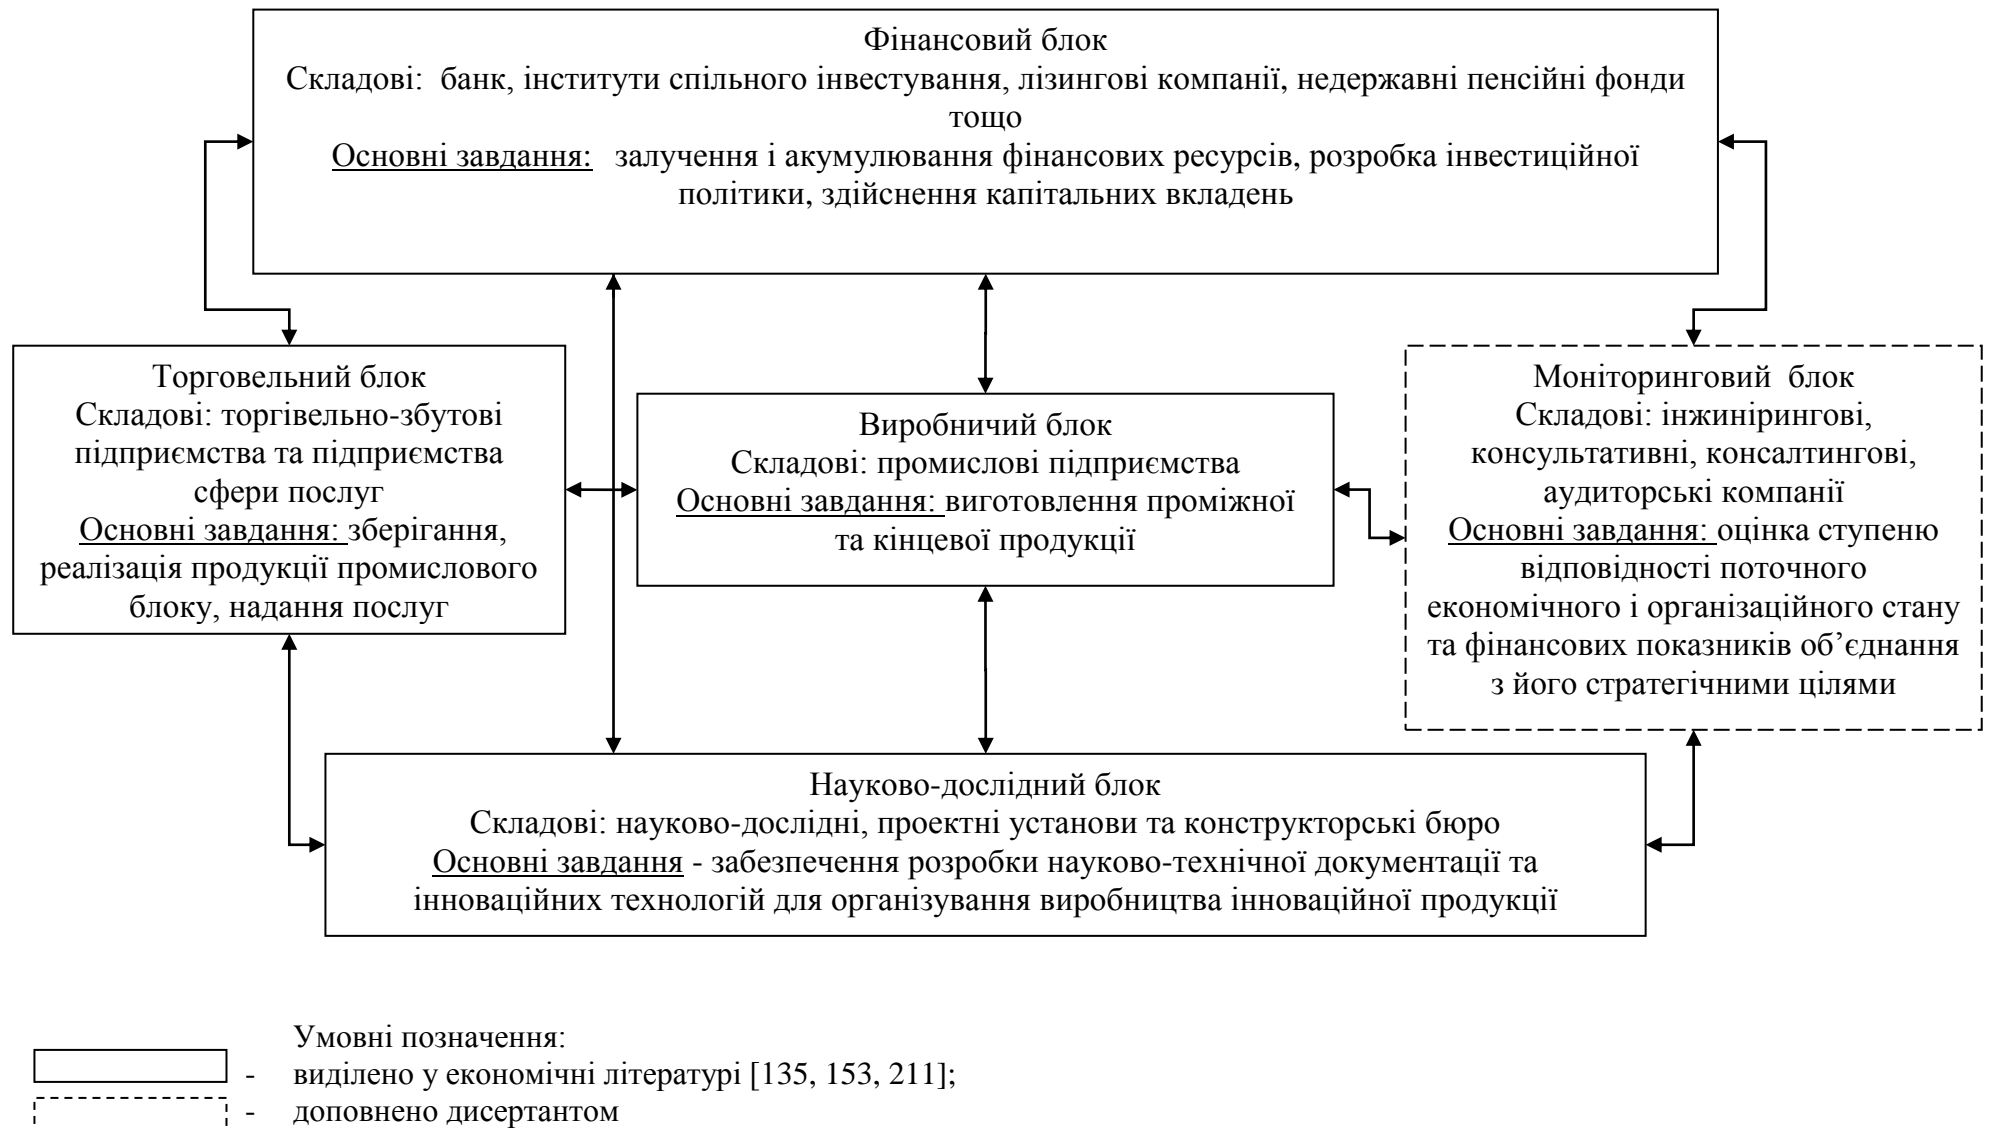 Фінансовий блок
Складові:  банк, інститути спільного інвестування, лізингові компанії, недержавні пенсійні фонди
тощо
Основні завдання:   залучення і акумулювання фінансових ресурсів, розробка інвестиційної
політики, здійснення капітальних вкладень
Торговельний блок
Складові: торгівельно-збутові
підприємства та підприємства
сфери послуг
Основні завдання: зберігання,
реалізація продукції промислового
блоку, надання послуг
Виробничий блок
Складові: промислові підприємства
Основні завдання: виготовлення проміжної
та кінцевої продукції
Моніторинговий  блок
Складові: інжинірингові,
консультативні, консалтингові,
аудиторські компанії
Основні завдання: оцінка ступеню
відповідності поточного
економічного і організаційного стану
та фінансових показників об’єднання
з його стратегічними цілями
Науково-дослідний блок
Складові: науково-дослідні, проектні установи та конструкторські бюро
Основні завдання - забезпечення розробки науково-технічної документації та
інноваційних технологій для організування виробництва інноваційної продукції
Умовні позначення:
- виділено у економічні літературі [135, 153, 211];
- доповнено дисертантом